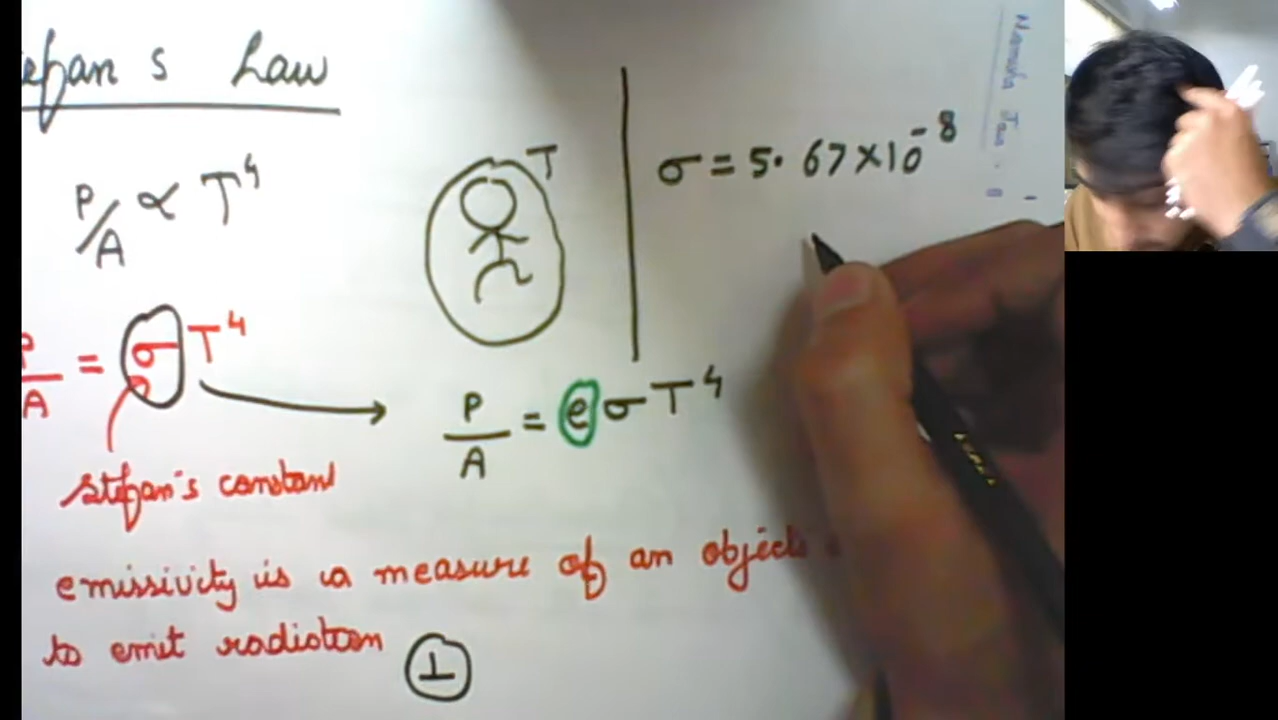 efan s Law
P/A ∝ T⁴
T
σ = 5.67×10⁻⁸
P/A = σT⁴
P/A = eσT⁴
stefan's constant
emissivity is a measure of an object
to emit radiation
1